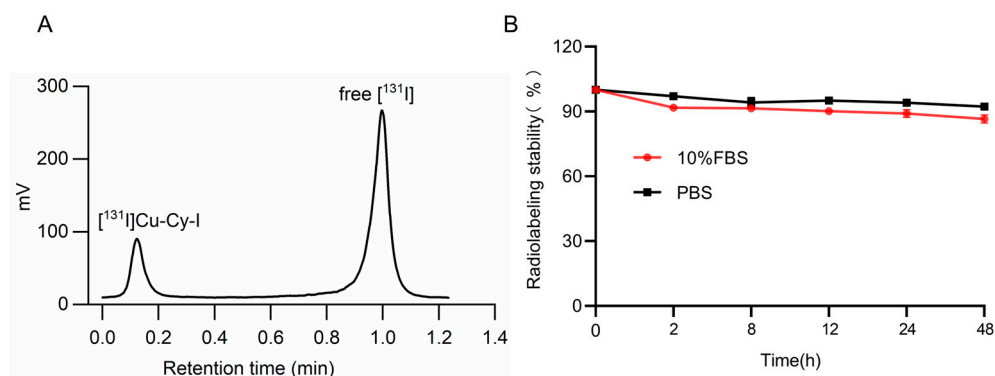 A
300
200
100
0
mV
[¹³¹I]Cu-Cy-I
free [¹³¹I]
0.0 0.2 0.4 0.6 0.8 1.0 1.2 1.4
Retention time (min)
B
120
90
60
30
0
Radiolabeling stability( % )
10%FBS
PBS
0 2 8 12 24 48
Time(h)